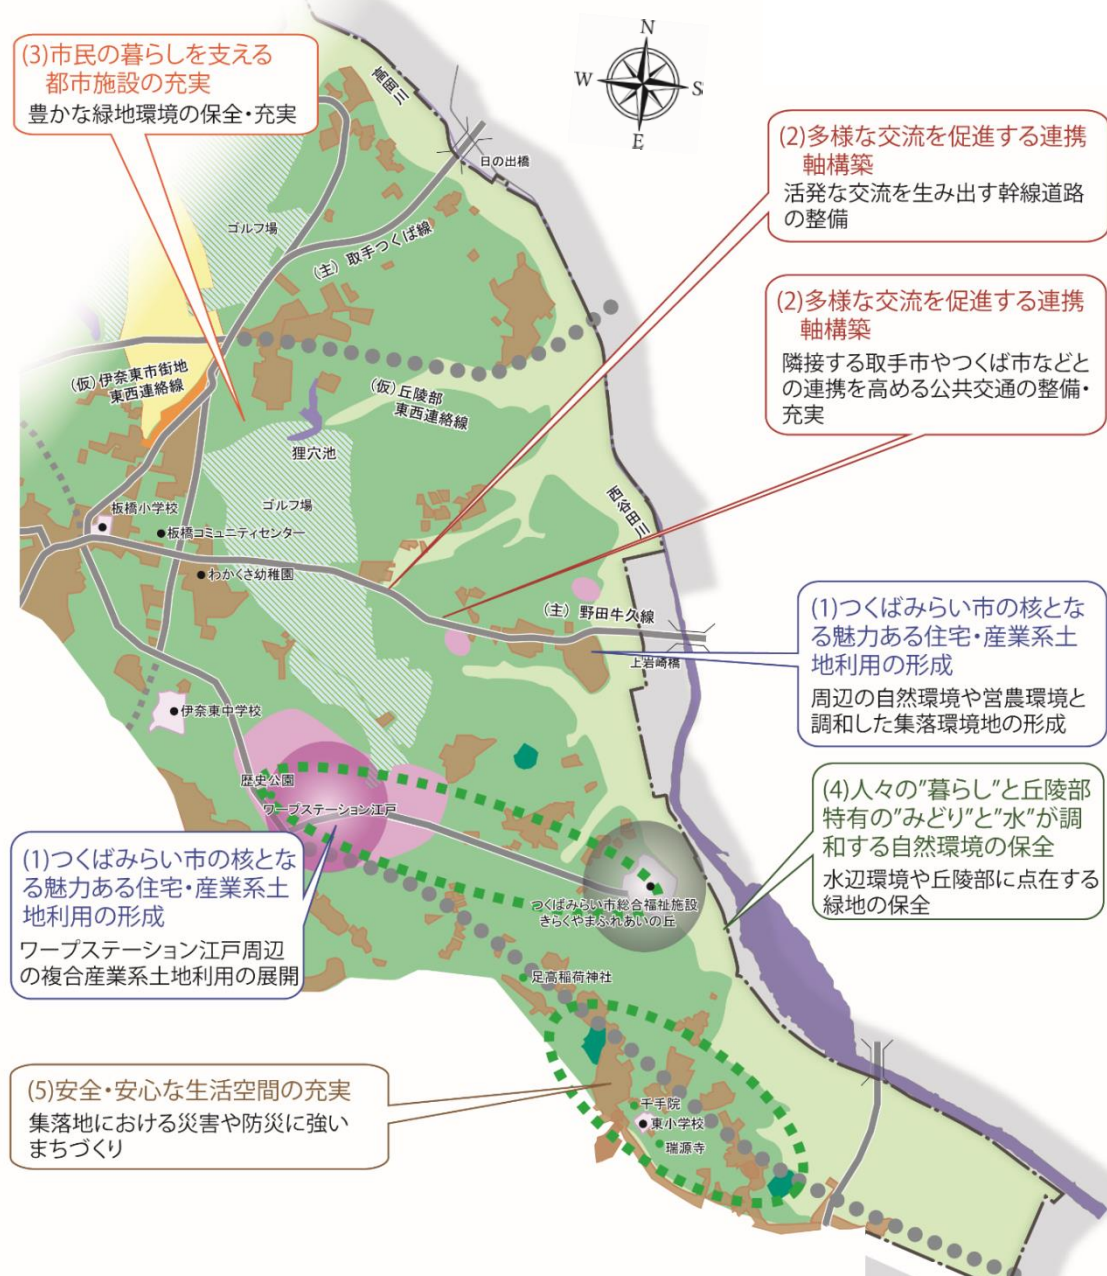 (3)市民の暮らしを支える
都市施設の充実
豊かな緑地環境の保全・充実
N
W
S
E
高岡川
日の出橋
(2)多様な交流を促進する連携
軸構築
活発な交流を生み出す幹線道路
の整備
ゴルフ場
(主) 取手つくば線
(2)多様な交流を促進する連携
軸構築
隣接する取手市やつくば市などと
の連携を高める公共交通の整備・
充実
(仮)伊奈東市街地
東西連絡線
(仮)丘陵部
東西連絡線
狸穴池
ゴルフ場
西谷田川
板橋小学校
板橋コミュニティセンター
わかくさ幼稚園
(主) 野田牛久線
上岩崎橋
(1)つくばみらい市の核とな
る魅力ある住宅・産業系土
地利用の形成
周辺の自然環境や営農環境と
調和した集落環境地の形成
伊奈東中学校
歴史公園
ワープステーション江戸
(4)人々の”暮らし”と丘陵部
特有の”みどり”と”水”が調
和する自然環境の保全
水辺環境や丘陵部に点在する
緑地の保全
(1)つくばみらい市の核とな
る魅力ある住宅・産業系土
地利用の形成
ワープステーション江戸周辺
の複合産業系土地利用の展開
つくばみらい市総合福祉施設
きらくやまふれあいの丘
足高稲荷神社
(5)安全・安心な生活空間の充実
集落地における災害や防災に強い
まちづくり
千手院
東小学校
瑞源寺